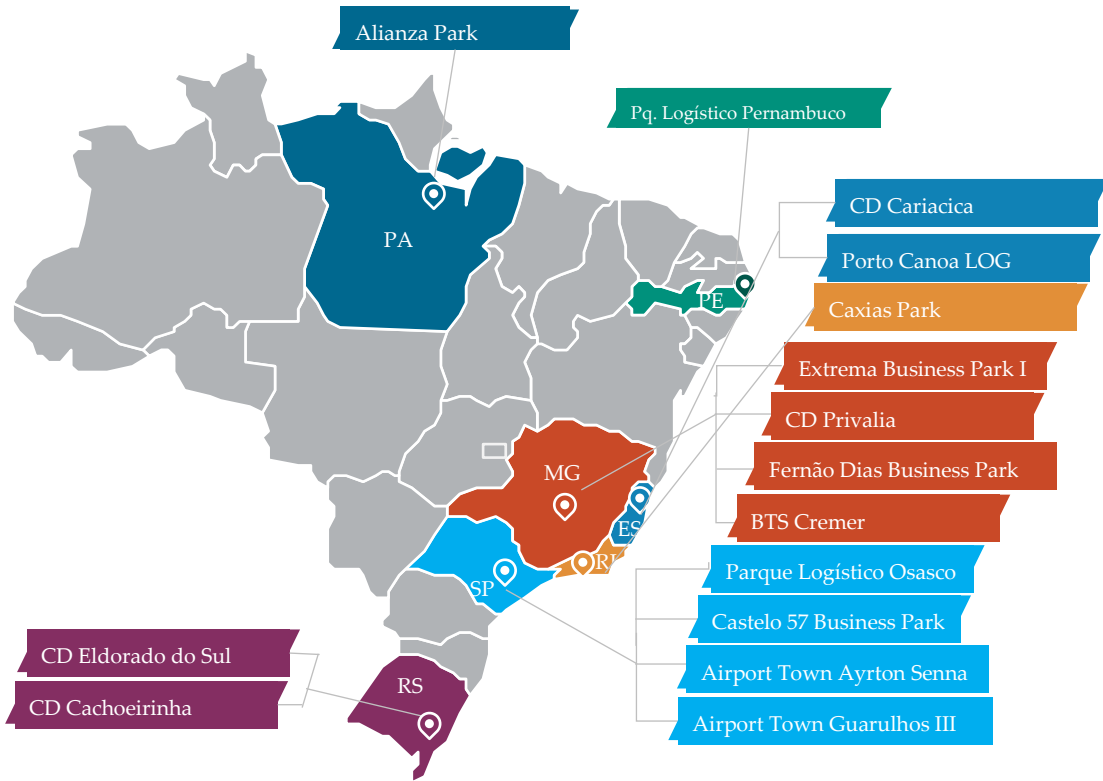 Alianza Park
Pq. Logístico Pernambuco
CD Cariacica
PA
Porto Canoa LOG
PE
Caxias Park
Extrema Business Park I
CD Privalia
MG
Fernão Dias Business Park
BTS Cremer
ES
RJ
Parque Logístico Osasco
SP
Castelo 57 Business Park
CD Eldorado do Sul
Airport Town Ayrton Senna
RS
CD Cachoeirinha
Airport Town Guarulhos III